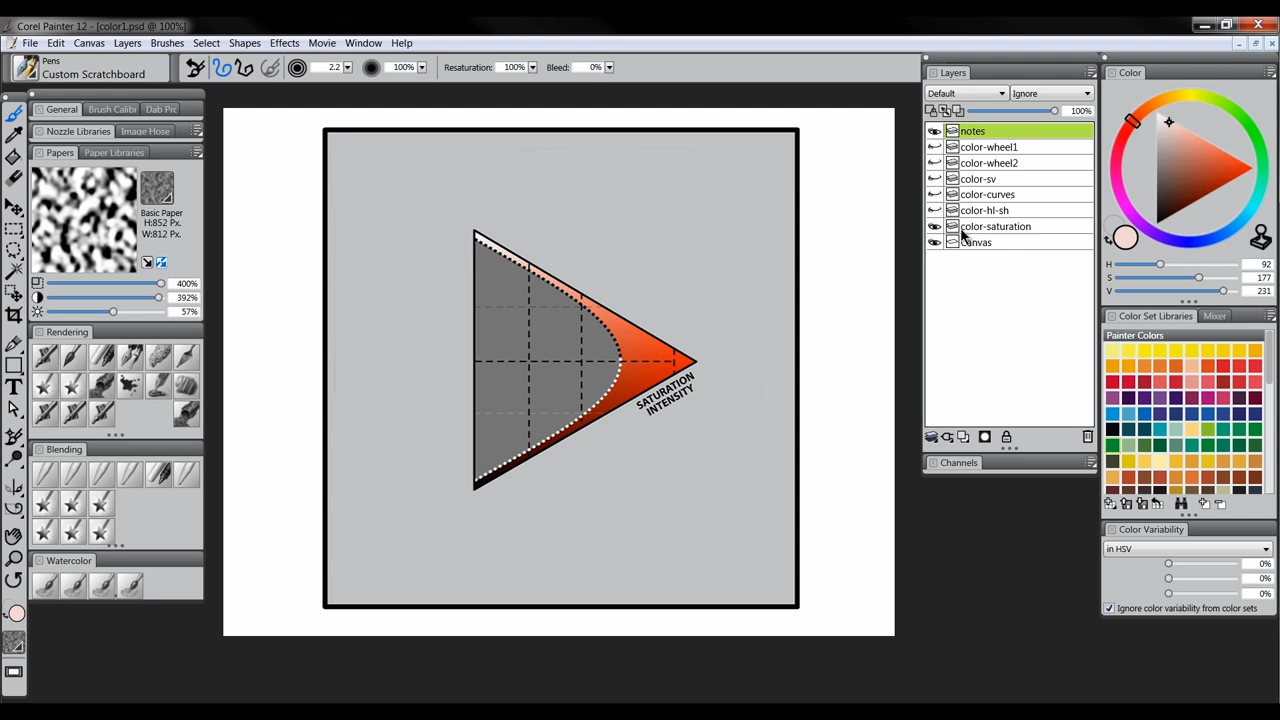 Corel Painter 12 - [color1.psd @ 100%]
File Edit Canvas Layers Brushes Select Shapes Effects Movie Window Help
Pens
Custom Scratchboard
2.2 100% Resaturation: 100% Bleed: 0%
General Brush Calibi Dab Pro
Nozzle Libraries Image Hose
Papers Paper Libraries
Basic Paper
H:852 Px.
W:812 Px.
400%
392%
57%
Rendering
Blending
Watercolor
SATURATION
INTENSITY
Layers
Default Ignore
100%
notes
color-wheel1
color-wheel2
color-sv
color-curves
color-hl-sh
color-saturation
Channels
Color
H 92
S 177
V 231
Color Set Libraries Mixer
Painter Colors
Color Variability
in HSV
0%
0%
0%
Ignore color variability from color sets